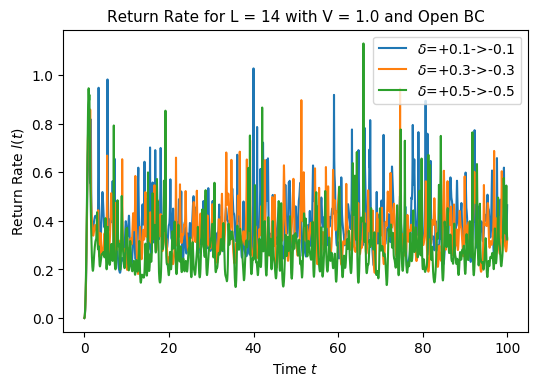 Return Rate for L = 14 with V = 1.0 and Open BC
δ=+0.1->-0.1
δ=+0.3->-0.3
δ=+0.5->-0.5
Return Rate l(t)
1.0
0.8
0.6
0.4
0.2
0.0
0
20
40
60
80
100
Time t